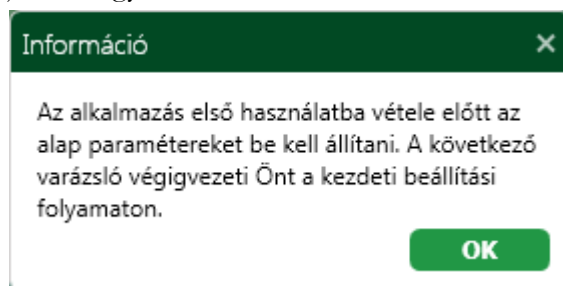 Információ
Az alkalmazás első használatba vétele előtt az
alap paramétereket be kell állítani. A következő
varázsló végigvezeti Önt a kezdeti beállítási
folyamaton.
OK